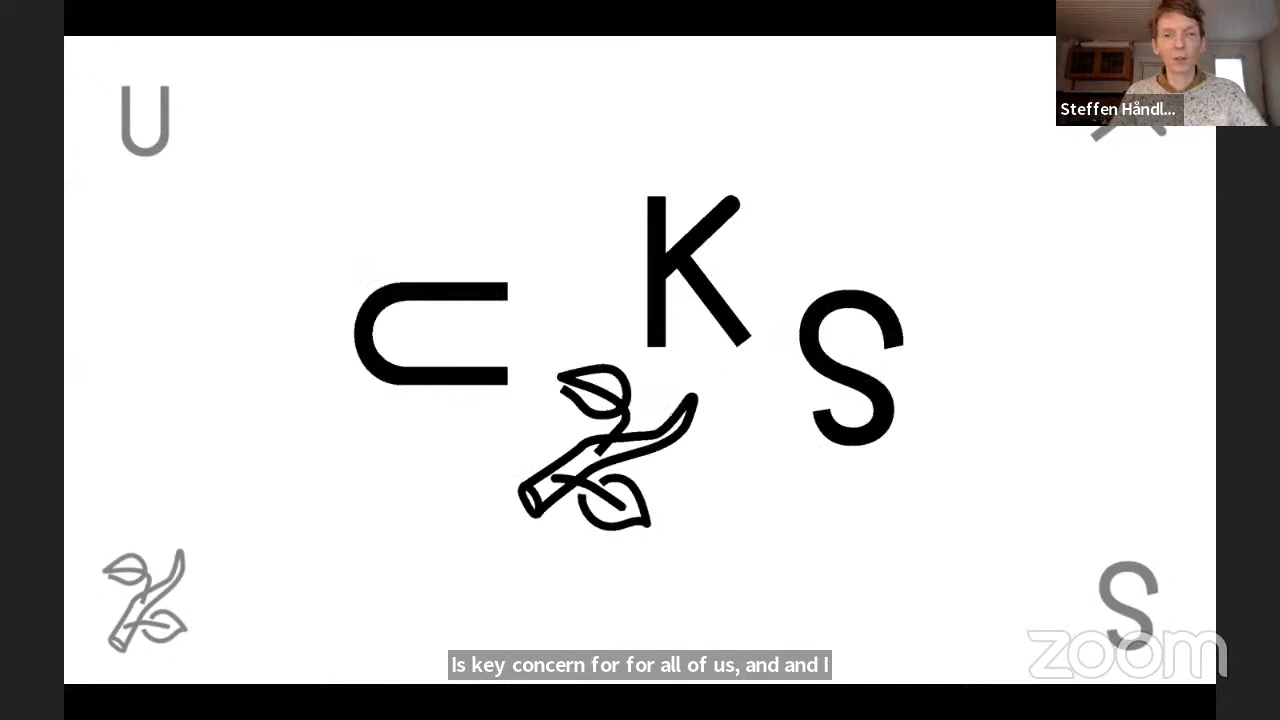 U
Steffen Håndl...
K
U
S
S
zoom
Is key concern for for all of us, and and I